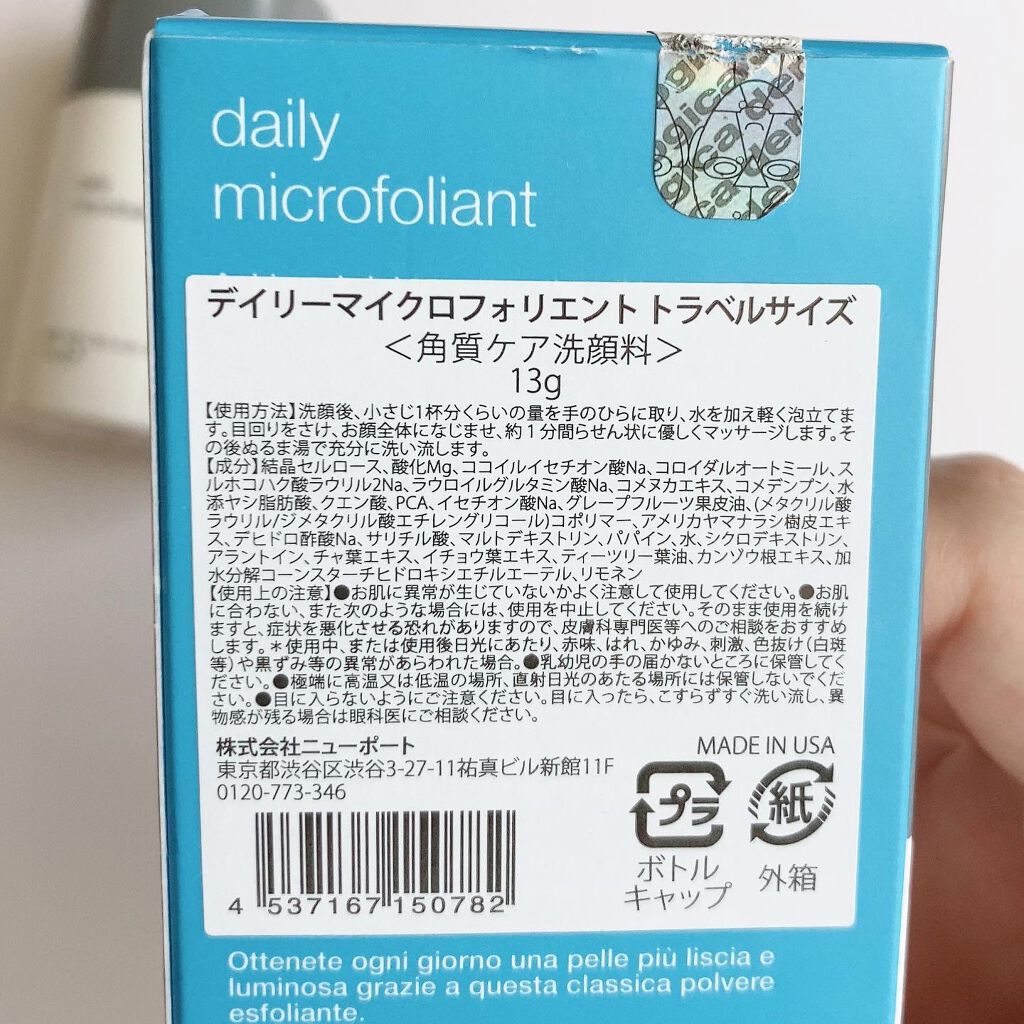 daily
microfoliant
デイリーマイクロフォリエント トラベルサイズ
＜角質ケア洗顔料＞
13g
【使用方法】洗顔後、小さじ1杯分くらいの量を手のひらに取り、水を加え軽く泡立てま
す。目回りをさけ、お顔全体になじませ、約１分間らせん状に優しくマッサージします。そ
の後ぬるま湯で充分に洗い流します。
【成分】結晶セルロース、酸化Mg、ココイルイセチオン酸Na、コロイダルオートミール、ス
ルホコハク酸ラウリル2Na、ラウロイルグルタミン酸Na、コメヌカエキス、コメデンプン、水
添ヤシ脂肪酸、クエン酸、PCA、イセチオン酸Na、グレープフルーツ果皮油、(メタクリル酸
ラウリル/ジメタクリル酸エチレングリコール)コポリマー、アメリカヤマナラシ樹皮エキ
ス、デヒドロ酢酸Na、サリチル酸、マルトデキストリン、パパイン、水、シクロデキストリン、
アラントイン、チャ葉エキス、イチョウ葉エキス、ティーツリー葉油、カンゾウ根エキス、加
水分解コーンスターチヒドロキシエチルエーテル、リモネン
【使用上の注意】●お肌に異常が生じていないかよく注意して使用してください。●お肌
に合わない、また次のような場合には、使用を中止してください。そのまま使用を続け
ますと、症状を悪化させる恐れがありますので、皮膚科専門医等へのご相談をおすすめ
します。＊使用中、または使用後日光にあたり、赤味、はれ、かゆみ、刺激、色抜け(白斑
等)や黒ずみ等の異常があらわれた場合。●乳幼児の手の届かないところに保管してく
ださい。●極端に高温又は低温の場所、直射日光のあたる場所には保管しないでくださ
い。●目に入らないようにご注意ください。目に入ったら、こすらずすぐ洗い流し、異
物感が残る場合は眼科医にご相談ください。
株式会社ニューポート
MADE IN USA
東京都渋谷区渋谷3-27-11祐真ビル新館11F
0120-773-346
プラ
紙
ボトル
キャップ
外箱
4 537167 150782
Ottenete ogni giorno una pelle più liscia e
luminosa grazie a questa classica polvere
esfoliante.